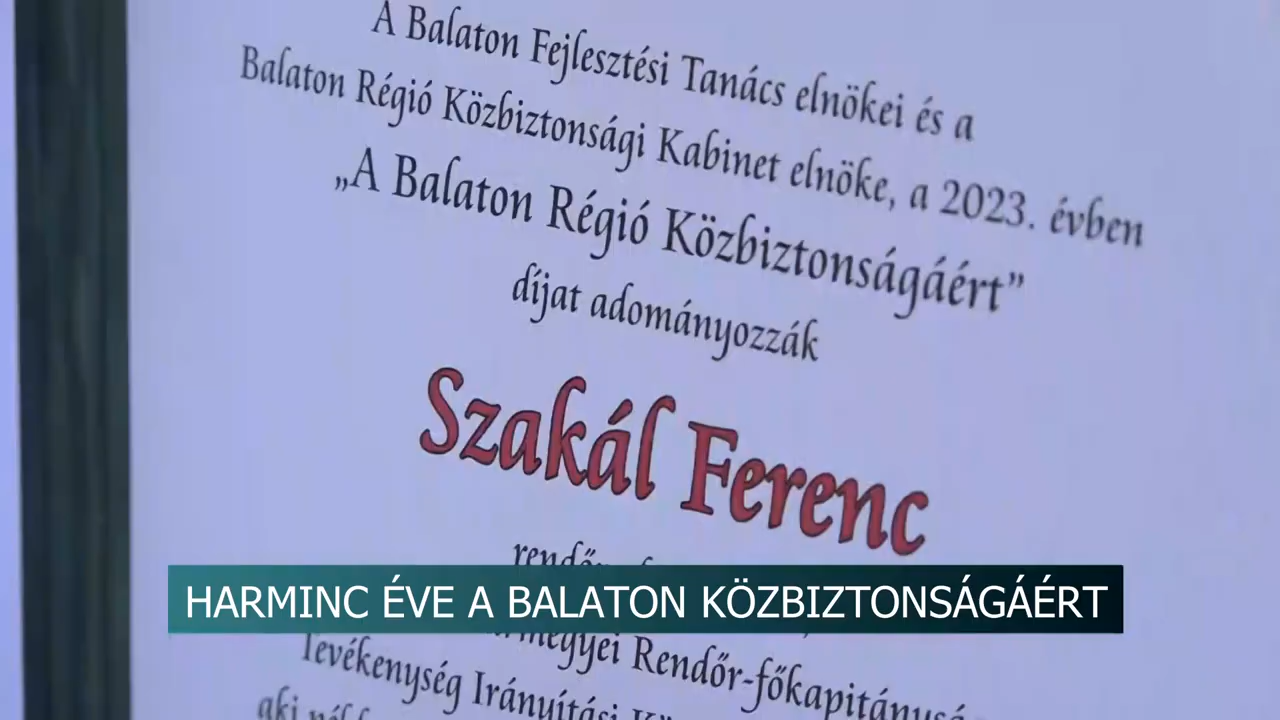 A Balaton Fejlesztési Tanács elnökei és a
Balaton Régió Közbiztonsági Kabinet elnöke, a 2023. évben
„A Balaton Régió Közbiztonságáért”
díjat adományozzák
Szakál Ferenc
HARMINC ÉVE A BALATON KÖZBIZTONSÁGÁÉRT
megyei Rendőr-főkapitányság
Tevékenység Irányítási
aki